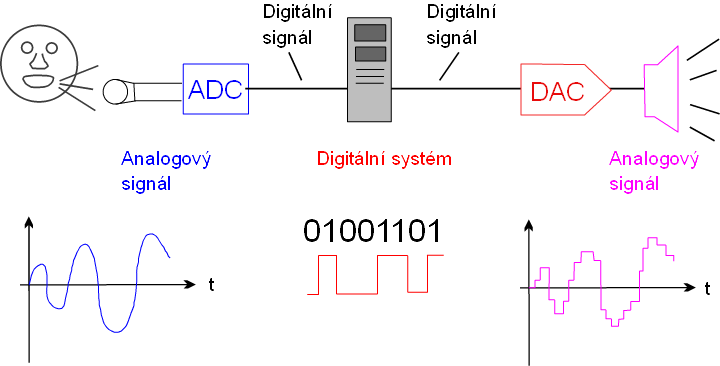 Digitální
signál
Digitální
signál
ADC
DAC
Analogový
signál
Digitální systém
Analogový
signál
01001101
t
t